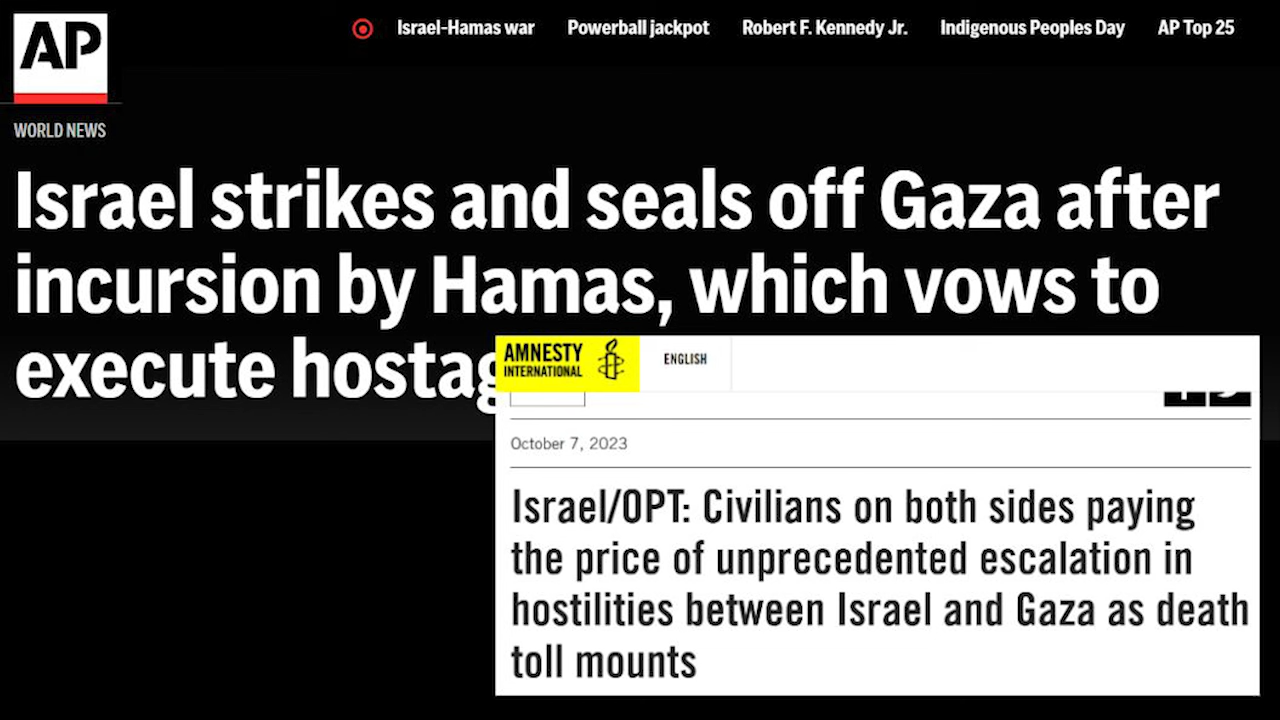 AP
Israel-Hamas war Powerball jackpot Robert F. Kennedy Jr. Indigenous Peoples Day AP Top 25
WORLD NEWS
Israel strikes and seals off Gaza after
incursion by Hamas, which vows to
execute
AMNESTY
INTERNATIONAL
ENGLISH
October 7, 2023
Israel/OPT: Civilians on both sides paying
the price of unprecedented escalation in
hostilities between Israel and Gaza as death
toll mounts